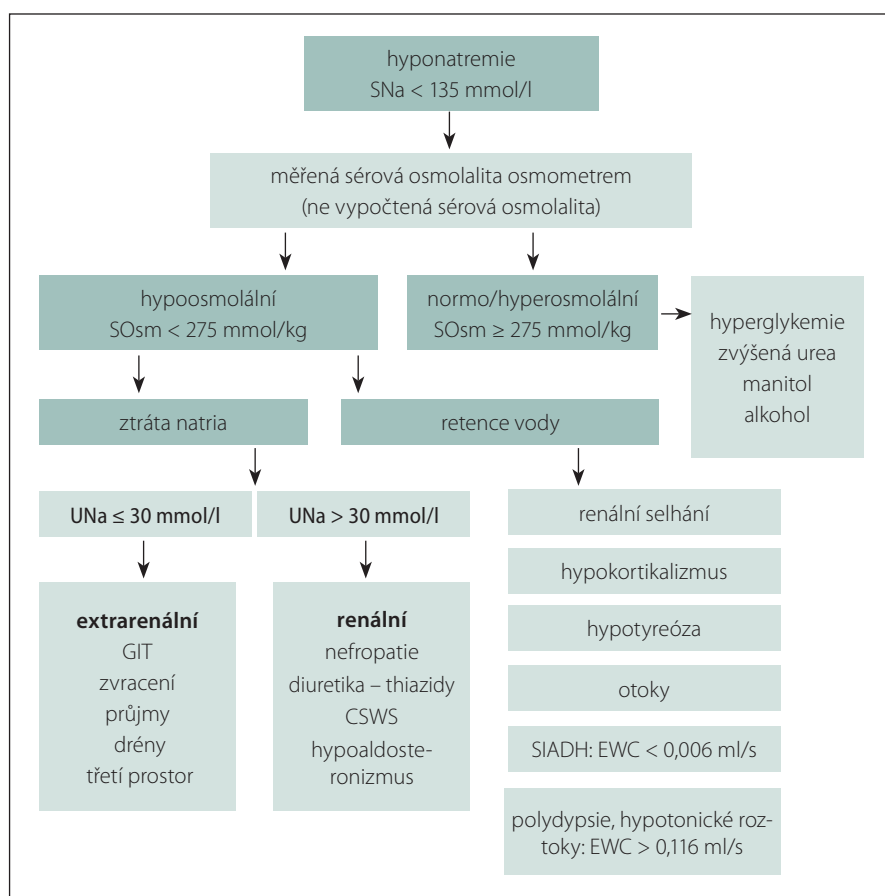 hyponatremie
SNa < 135 mmol/l
měřená sérová osmolalita osmometrem
(ne vypočtená sérová osmolalita)
hypoosmolální
SOsm < 275 mmol/kg
normo/hyperosmolální
SOsm ≥ 275 mmol/kg
hyperglykemie
zvýšená urea
manitol
alkohol
ztráta natria
retence vody
UNa ≤ 30 mmol/l
UNa > 30 mmol/l
extrarenální
GIT
zvracení
průjmy
drény
třetí prostor
renální
nefropatie
diuretika – thiazidy
CSWS
hypoaldoste-
ronizmus
renální selhání
hypokortikalizmus
hypotyreóza
otoky
SIADH: EWC < 0,006 ml/s
polydypsie, hypotonické roz-
toky: EWC > 0,116 ml/s